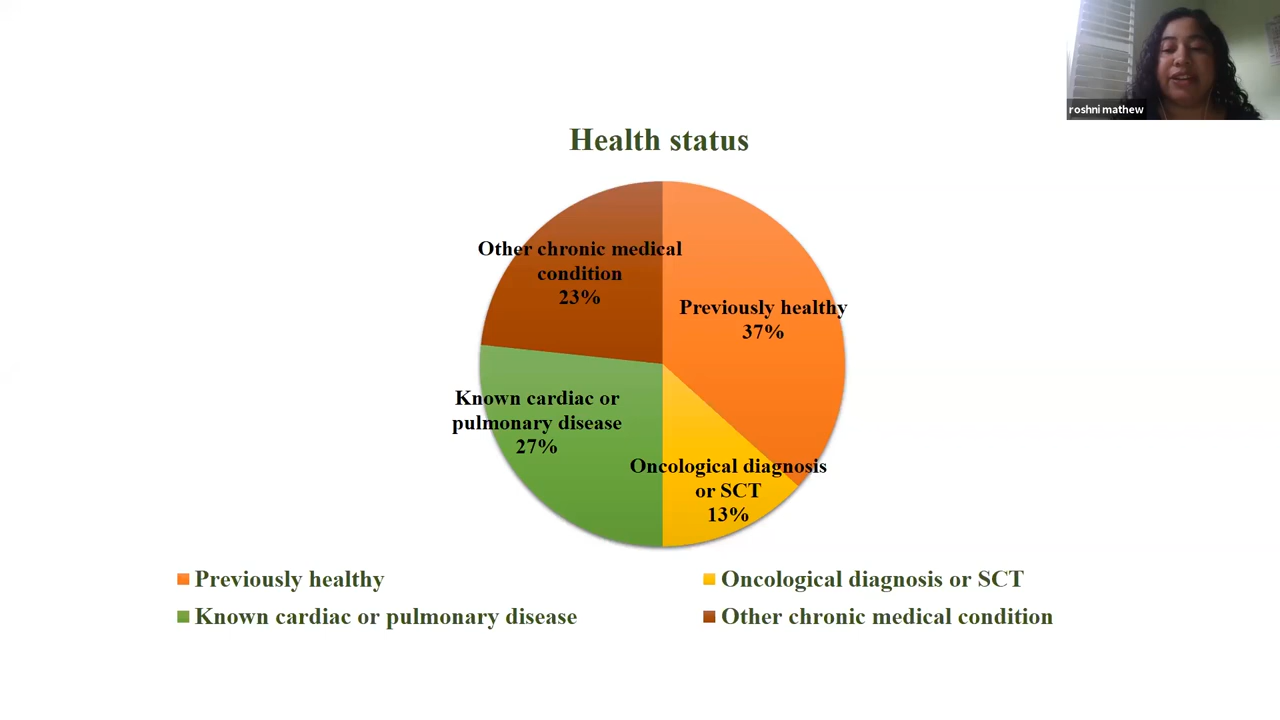 roshni mathew
Health status
Other chronic medical
condition
23%
Previously healthy
37%
Known cardiac or
pulmonary disease
27%
Oncological diagnosis
or SCT
13%
Previously healthy
Oncological diagnosis or SCT
Known cardiac or pulmonary disease
Other chronic medical condition